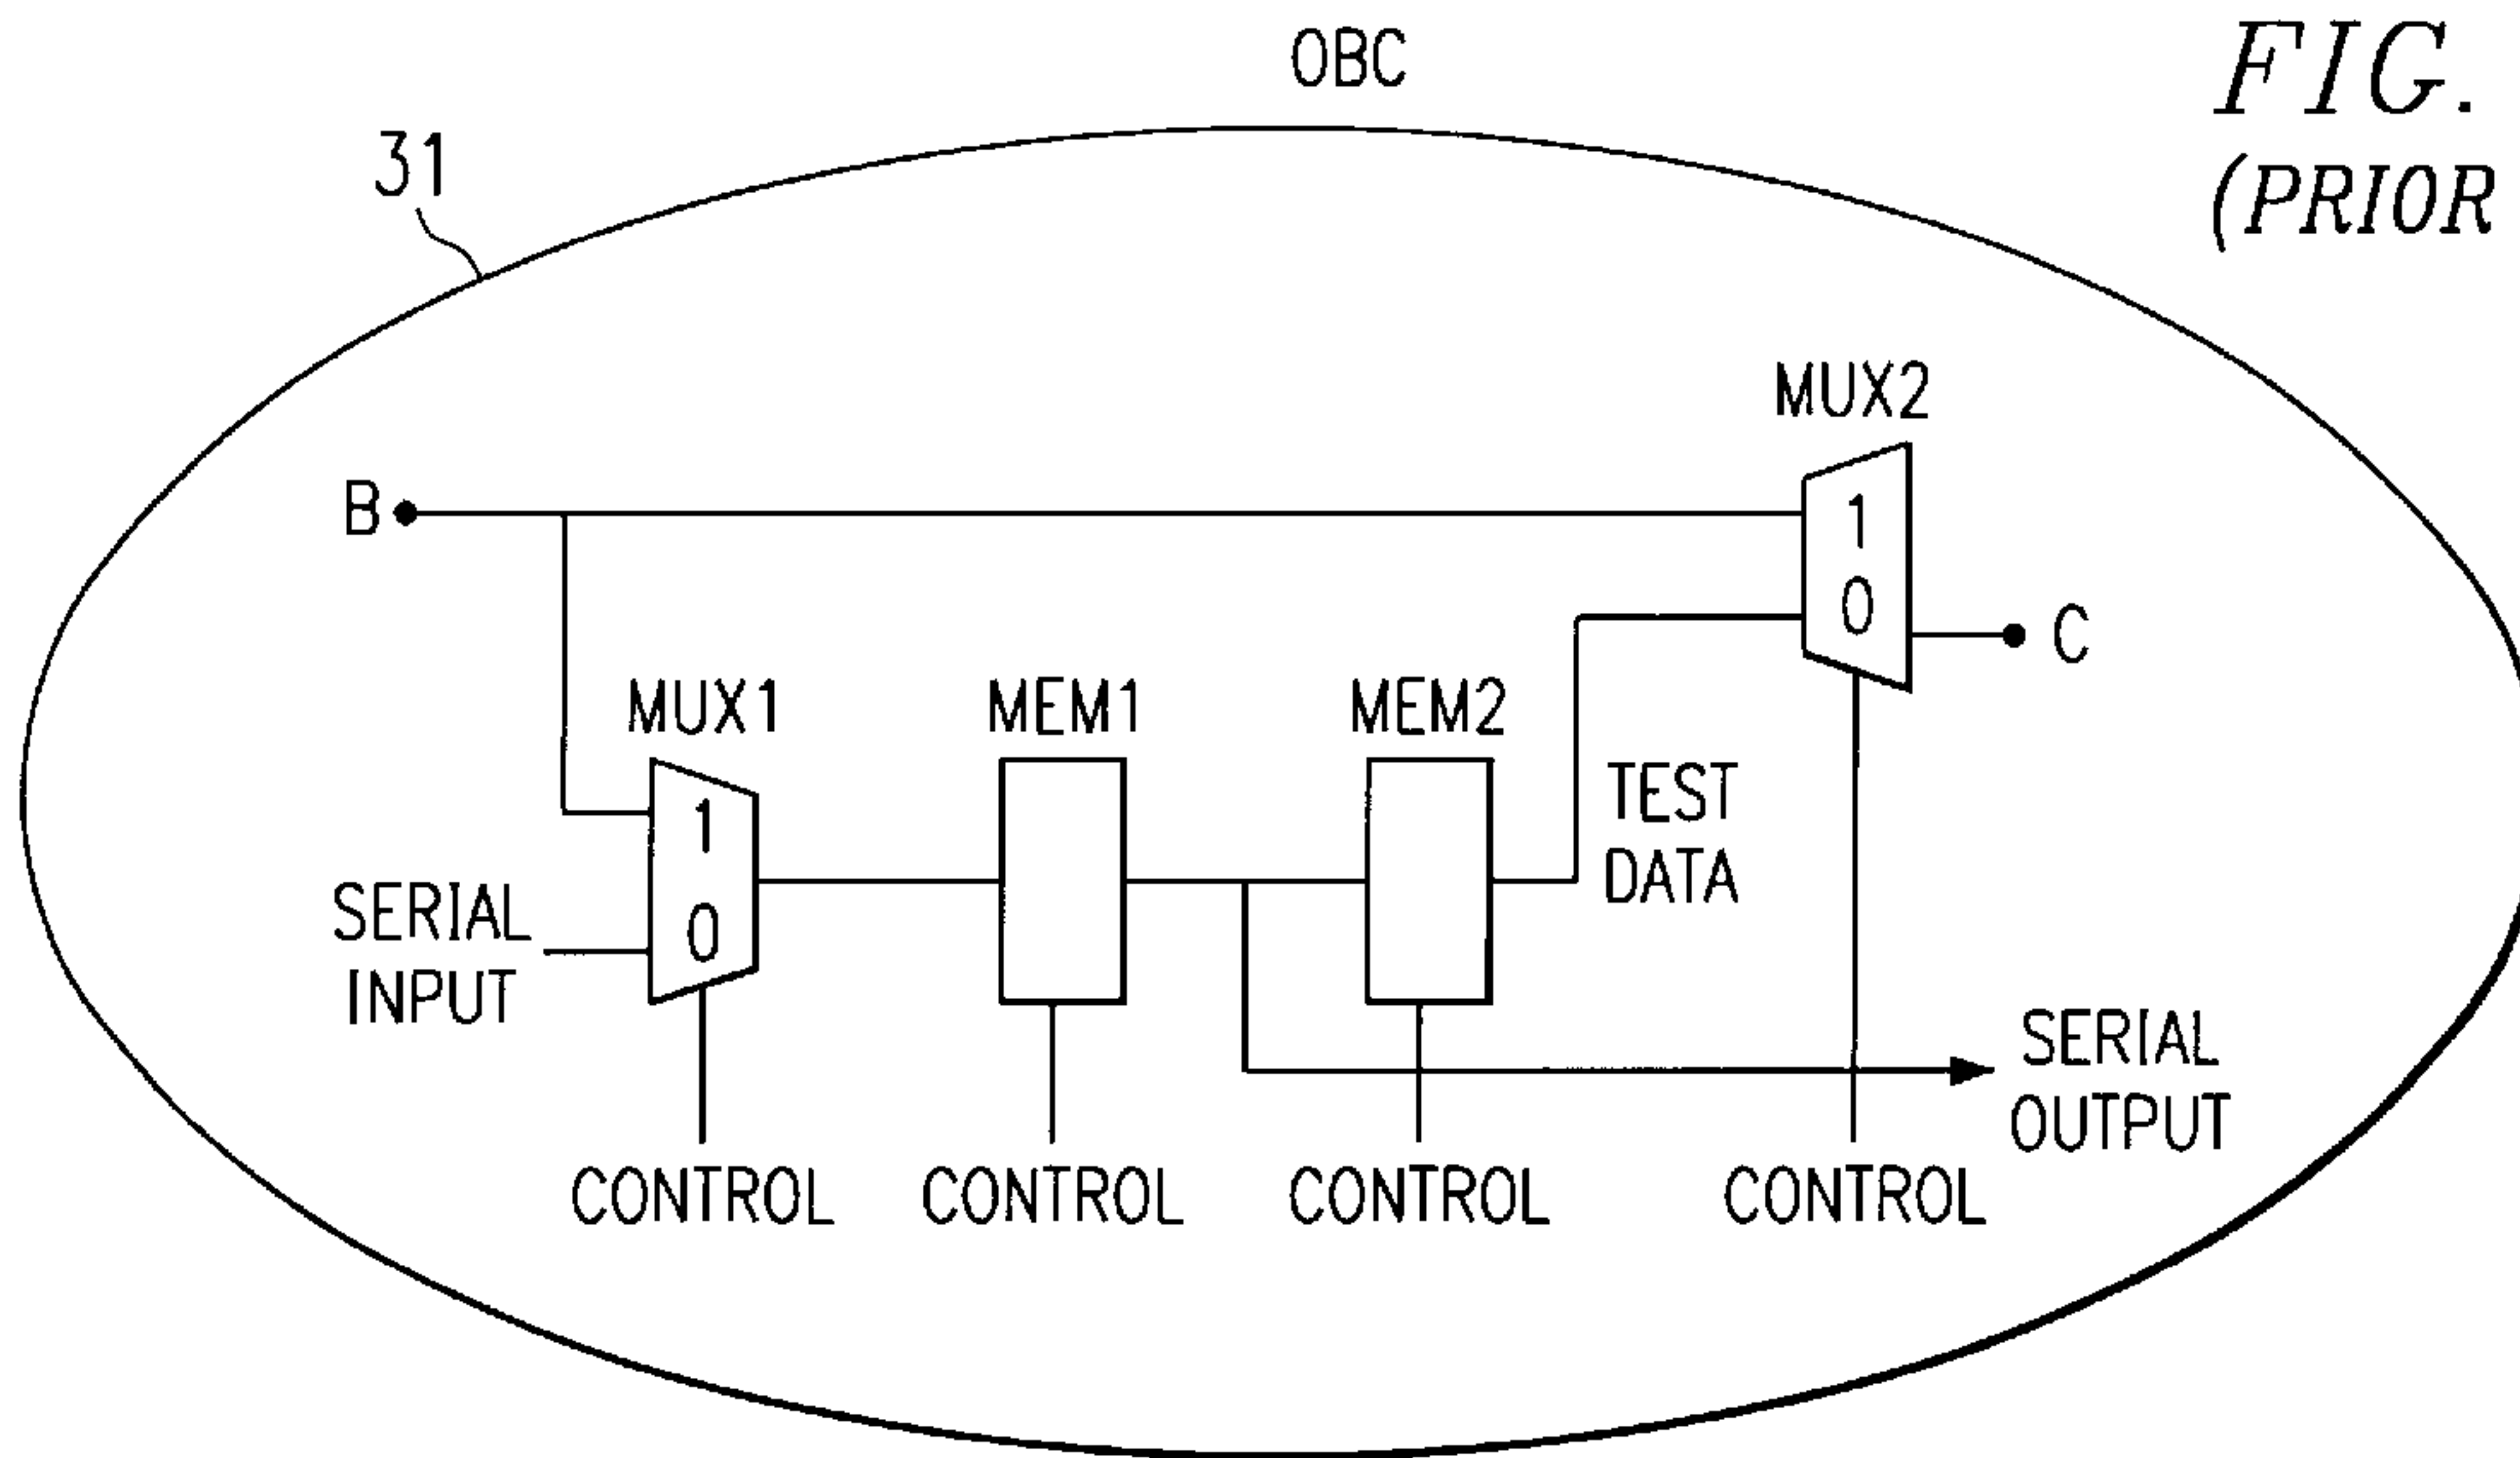 OBC
FIG.
(PRIOR
31
MUX2
B
1
0
C
MUX1
MEM1
MEM2
1
0
TEST
DATA
SERIAL
INPUT
SERIAL
OUTPUT
CONTROL
CONTROL
CONTROL
CONTROL